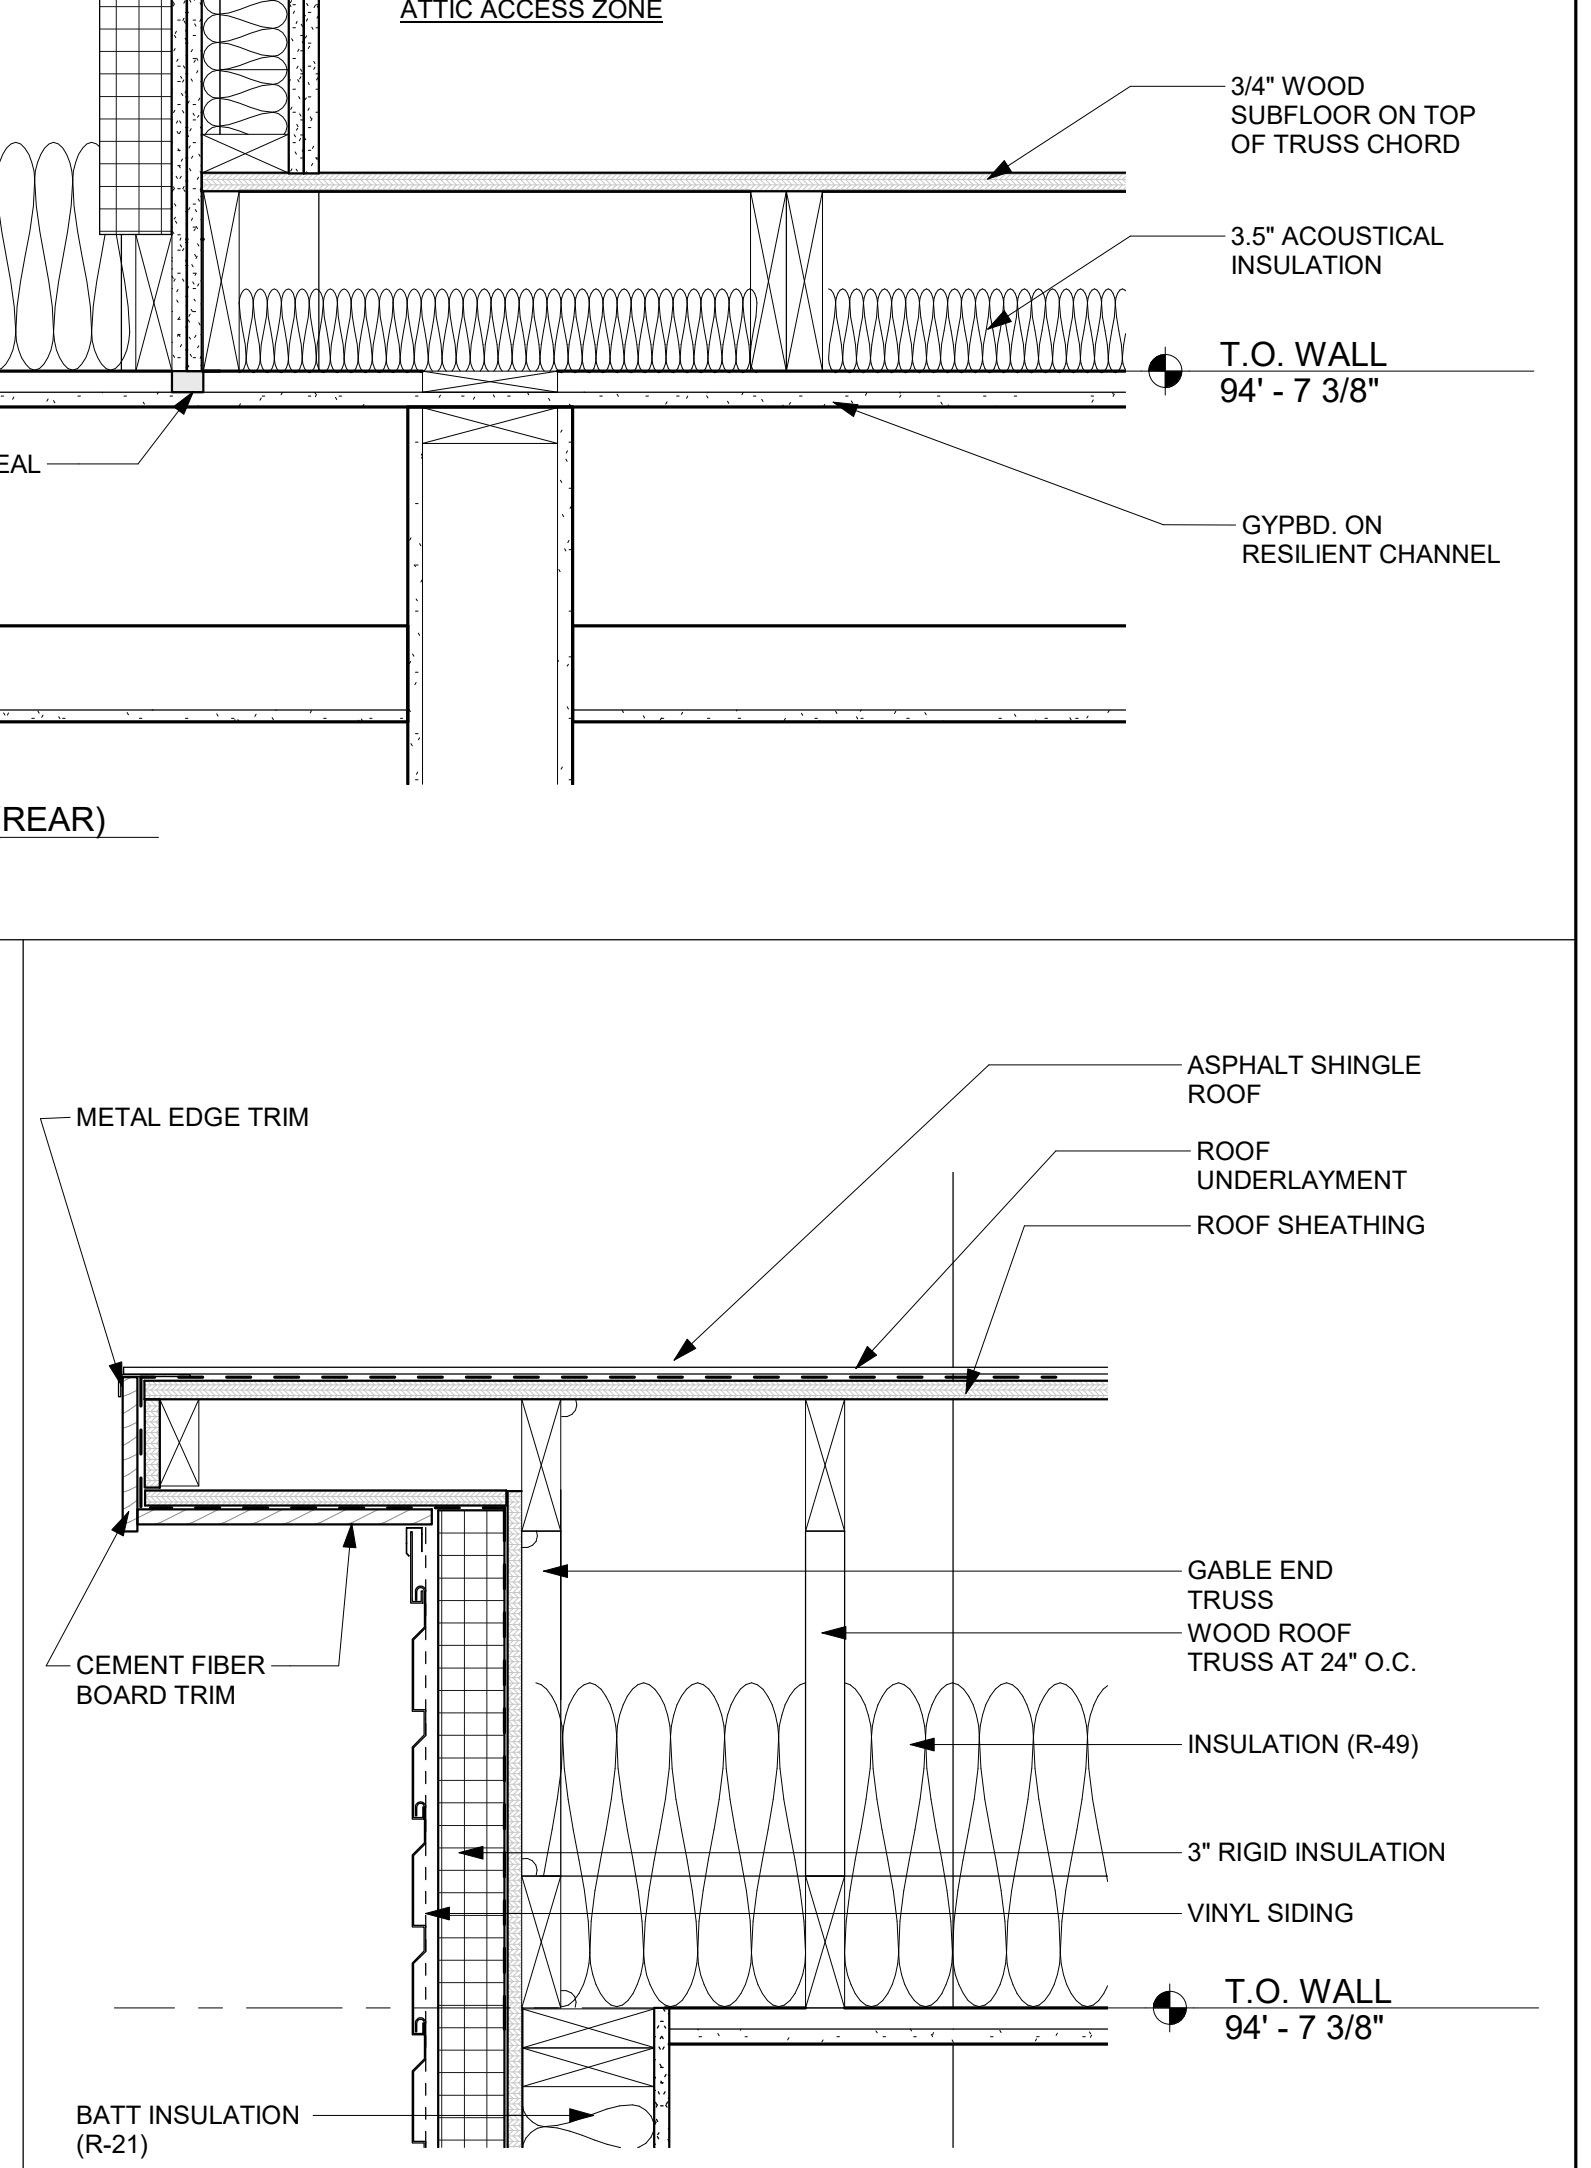 ATTIC ACCESS ZONE
3/4" WOOD
SUBFLOOR ON TOP
OF TRUSS CHORD
3.5" ACOUSTICAL
INSULATION
T.O. WALL
94' - 7 3/8"
EAL
GYPBD. ON
RESILIENT CHANNEL
REAR)
METAL EDGE TRIM
ASPHALT SHINGLE
ROOF
ROOF
UNDERLAYMENT
ROOF SHEATHING
CEMENT FIBER
BOARD TRIM
GABLE END
TRUSS
WOOD ROOF
TRUSS AT 24" O.C.
INSULATION (R-49)
3" RIGID INSULATION
VINYL SIDING
T.O. WALL
94' - 7 3/8"
BATT INSULATION
(R-21)